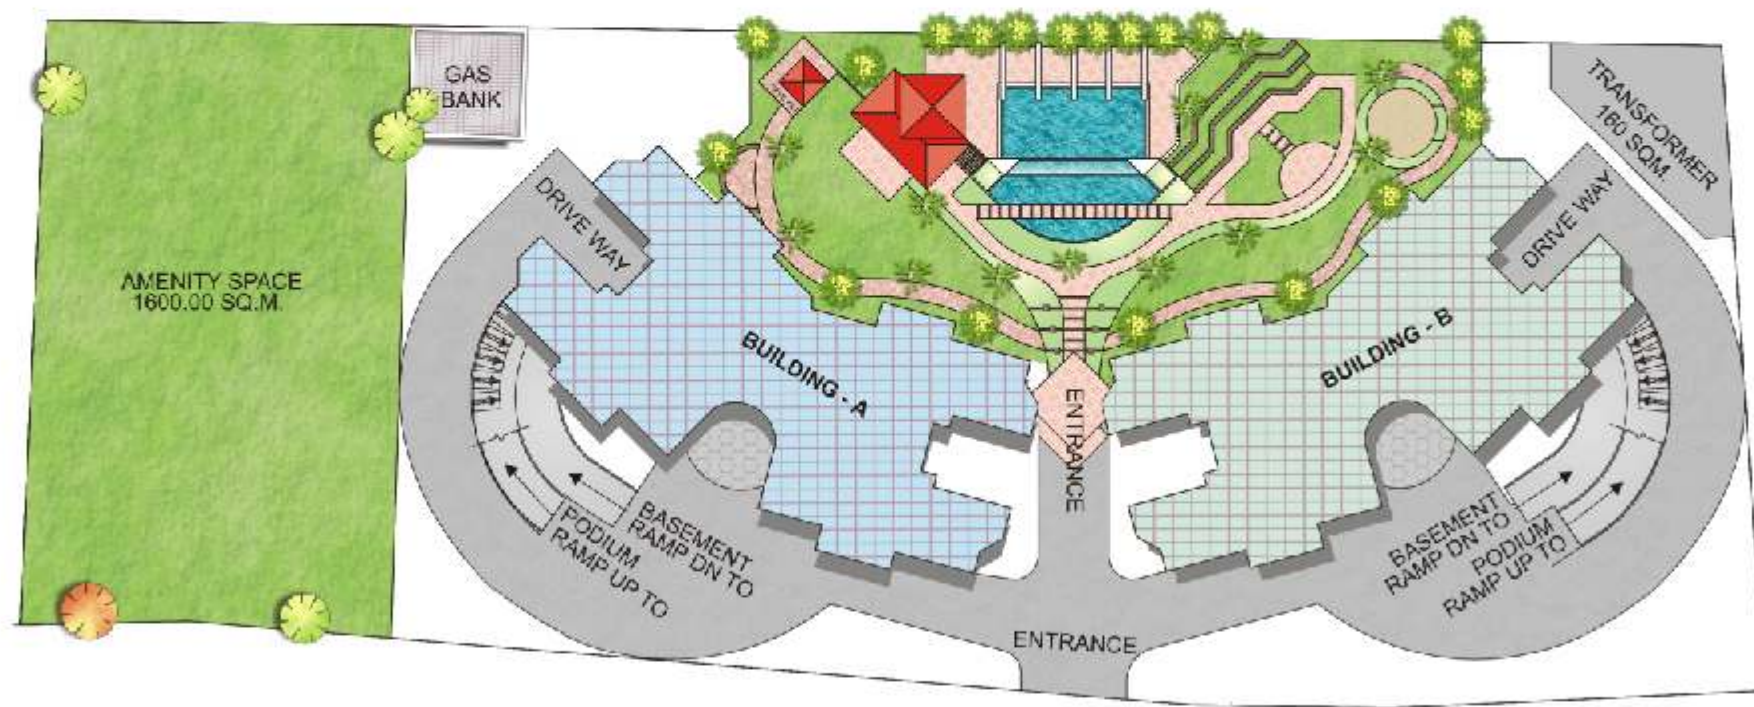 GAS
BANK
TRANSFORMER
160 SQM.
DRIVE WAY
DRIVE WAY
AMENITY SPACE
1600.00 SQ.M.
BUILDING - A
BUILDING - B
ENTRANCE
BASEMENT
RAMP DN TO
PODIUM
RAMP UP TO
BASEMENT
RAMP DN TO
PODIUM
RAMP UP TO
ENTRANCE